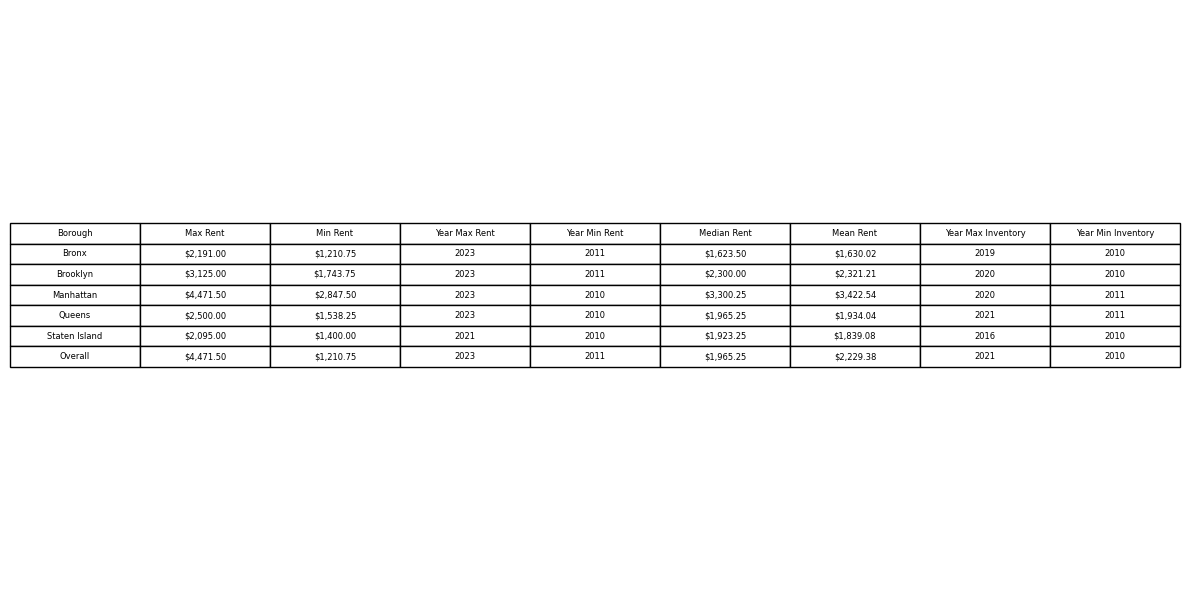 Borough Max Rent Min Rent Year Max Rent Year Min Rent Median Rent Mean Rent Year Max Inventory Year Min Inventory
Bronx $2,191.00 $1,210.75 2023 2011 $1,623.50 $1,630.02 2019 2010
Brooklyn $3,125.00 $1,743.75 2023 2011 $2,300.00 $2,321.21 2020 2010
Manhattan $4,471.50 $2,847.50 2023 2010 $3,300.25 $3,422.54 2020 2011
Queens $2,500.00 $1,538.25 2023 2010 $1,965.25 $1,934.04 2021 2011
Staten Island $2,095.00 $1,400.00 2021 2010 $1,923.25 $1,839.08 2016 2010
Overall $4,471.50 $1,210.75 2023 2011 $1,965.25 $2,229.38 2021 2010